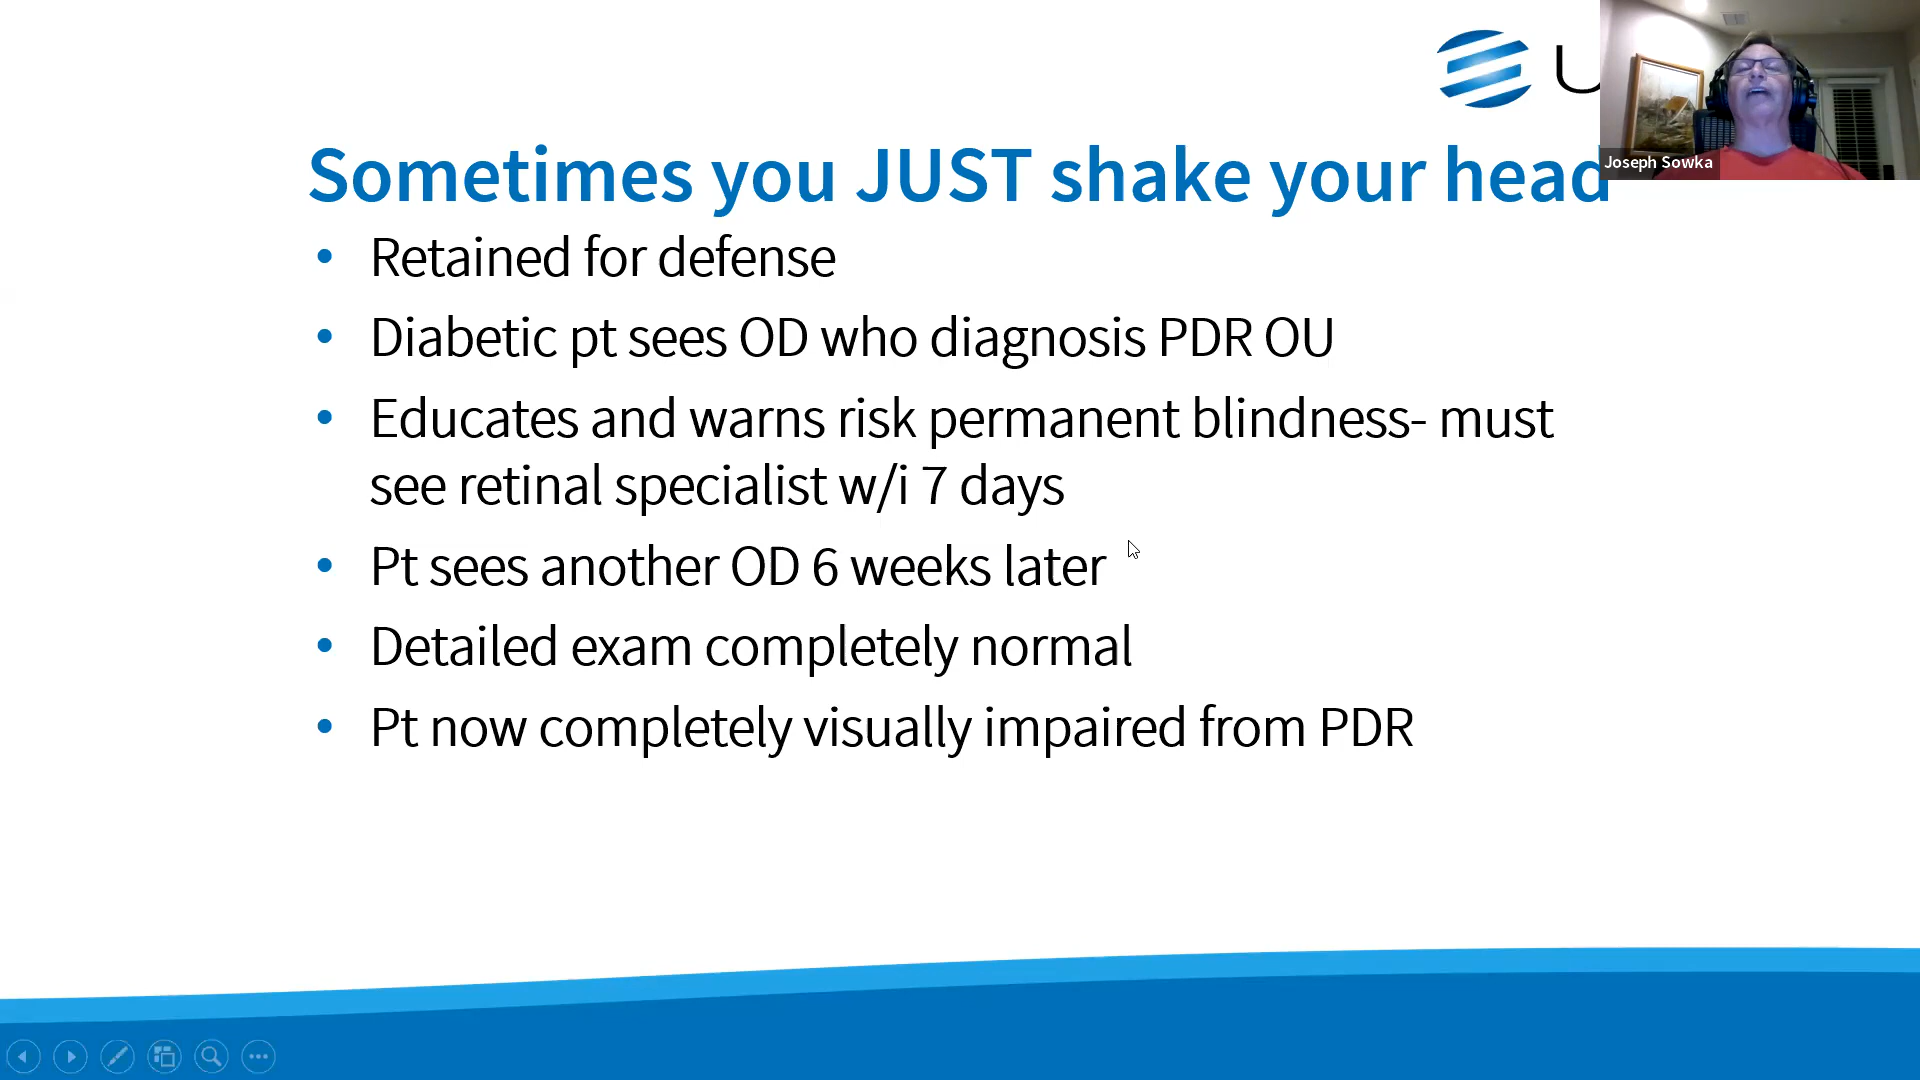 U
Joseph Sowka
Sometimes you JUST shake your head
• Retained for defense
• Diabetic pt sees OD who diagnosis PDR OU
• Educates and warns risk permanent blindness- must
see retinal specialist w/i 7 days
• Pt sees another OD 6 weeks later
• Detailed exam completely normal
• Pt now completely visually impaired from PDR